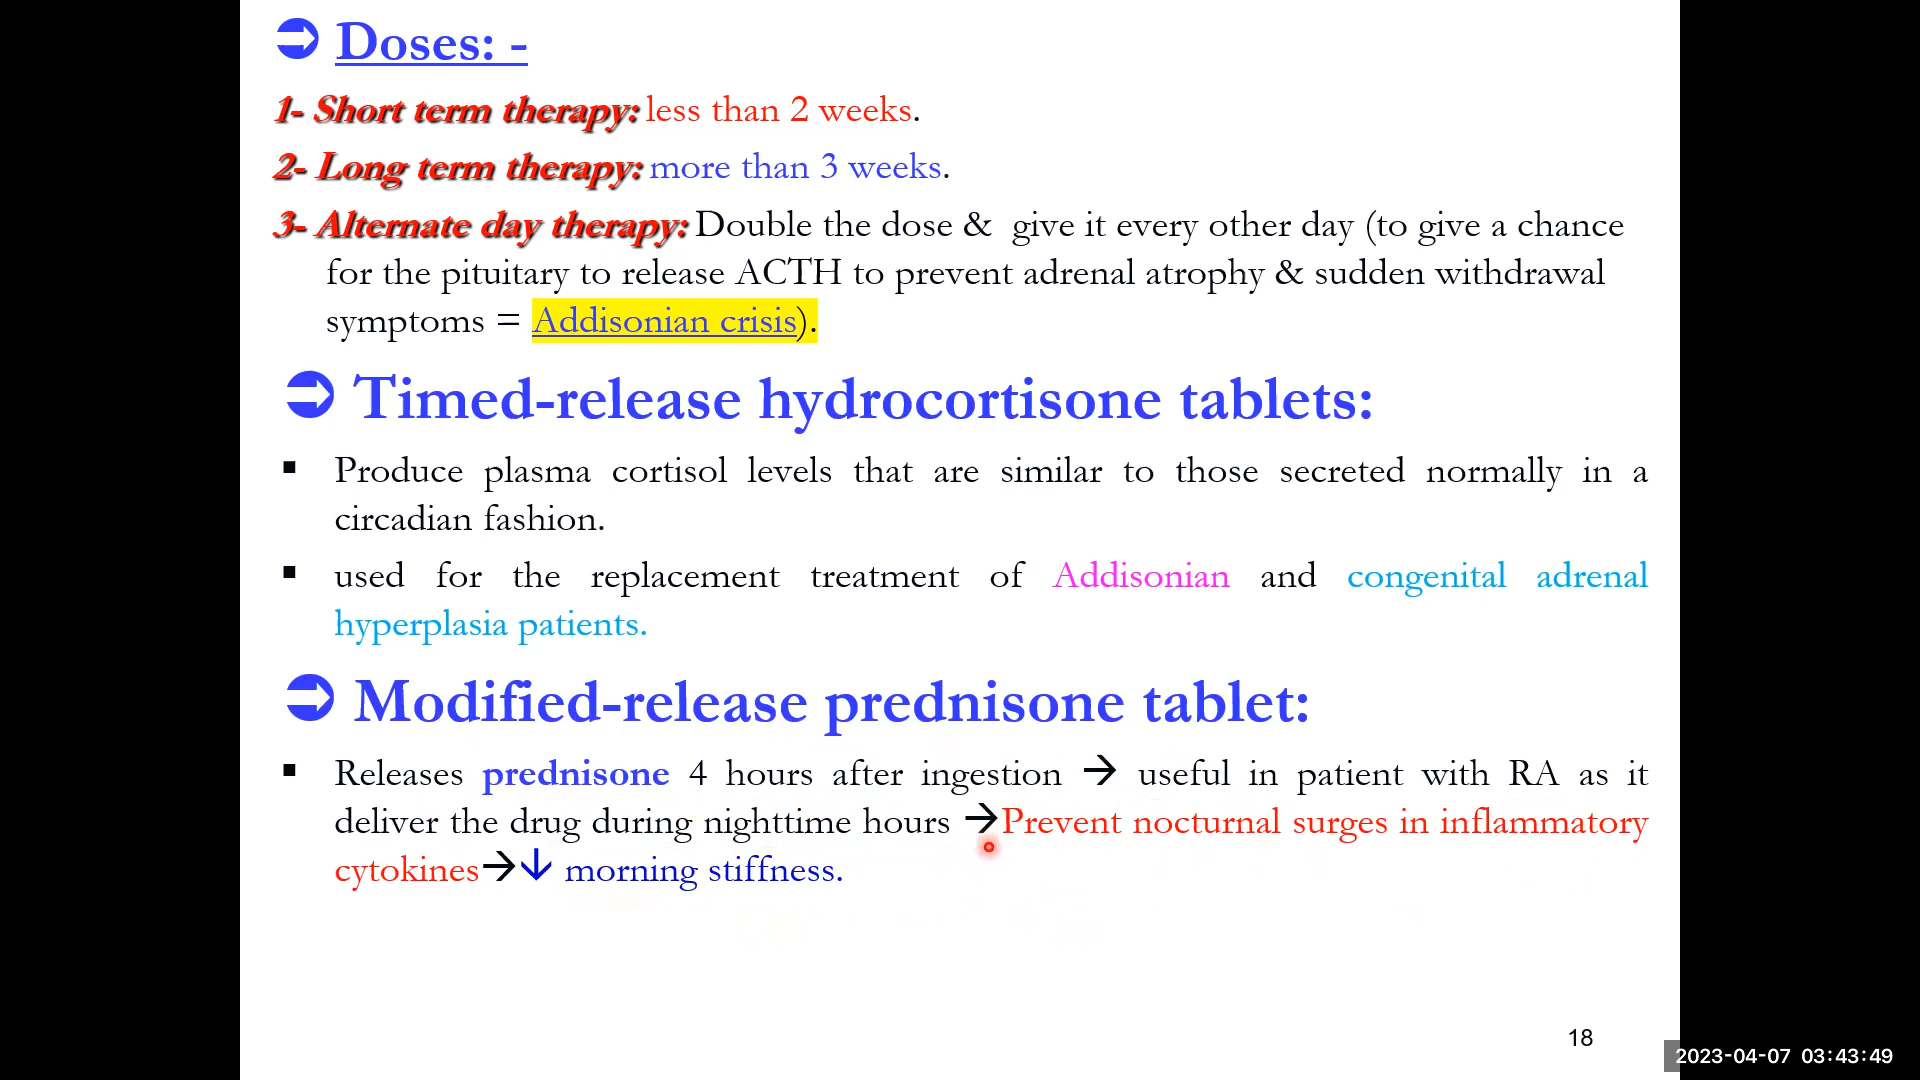 ➲ Doses: -
1- Short term therapy: less than 2 weeks.
2- Long term therapy: more than 3 weeks.
3- Alternate day therapy: Double the dose & give it every other day (to give a chance
for the pituitary to release ACTH to prevent adrenal atrophy & sudden withdrawal
symptoms = Addisonian crisis).
➲ Timed-release hydrocortisone tablets:
▪ Produce plasma cortisol levels that are similar to those secreted normally in a
circadian fashion.
▪ used for the replacement treatment of Addisonian and congenital adrenal
hyperplasia patients.
➲ Modified-release prednisone tablet:
▪ Releases prednisone 4 hours after ingestion → useful in patient with RA as it
deliver the drug during nighttime hours →Prevent nocturnal surges in inflammatory
cytokines→↓ morning stiffness.
18
2023-04-07 03:43:49